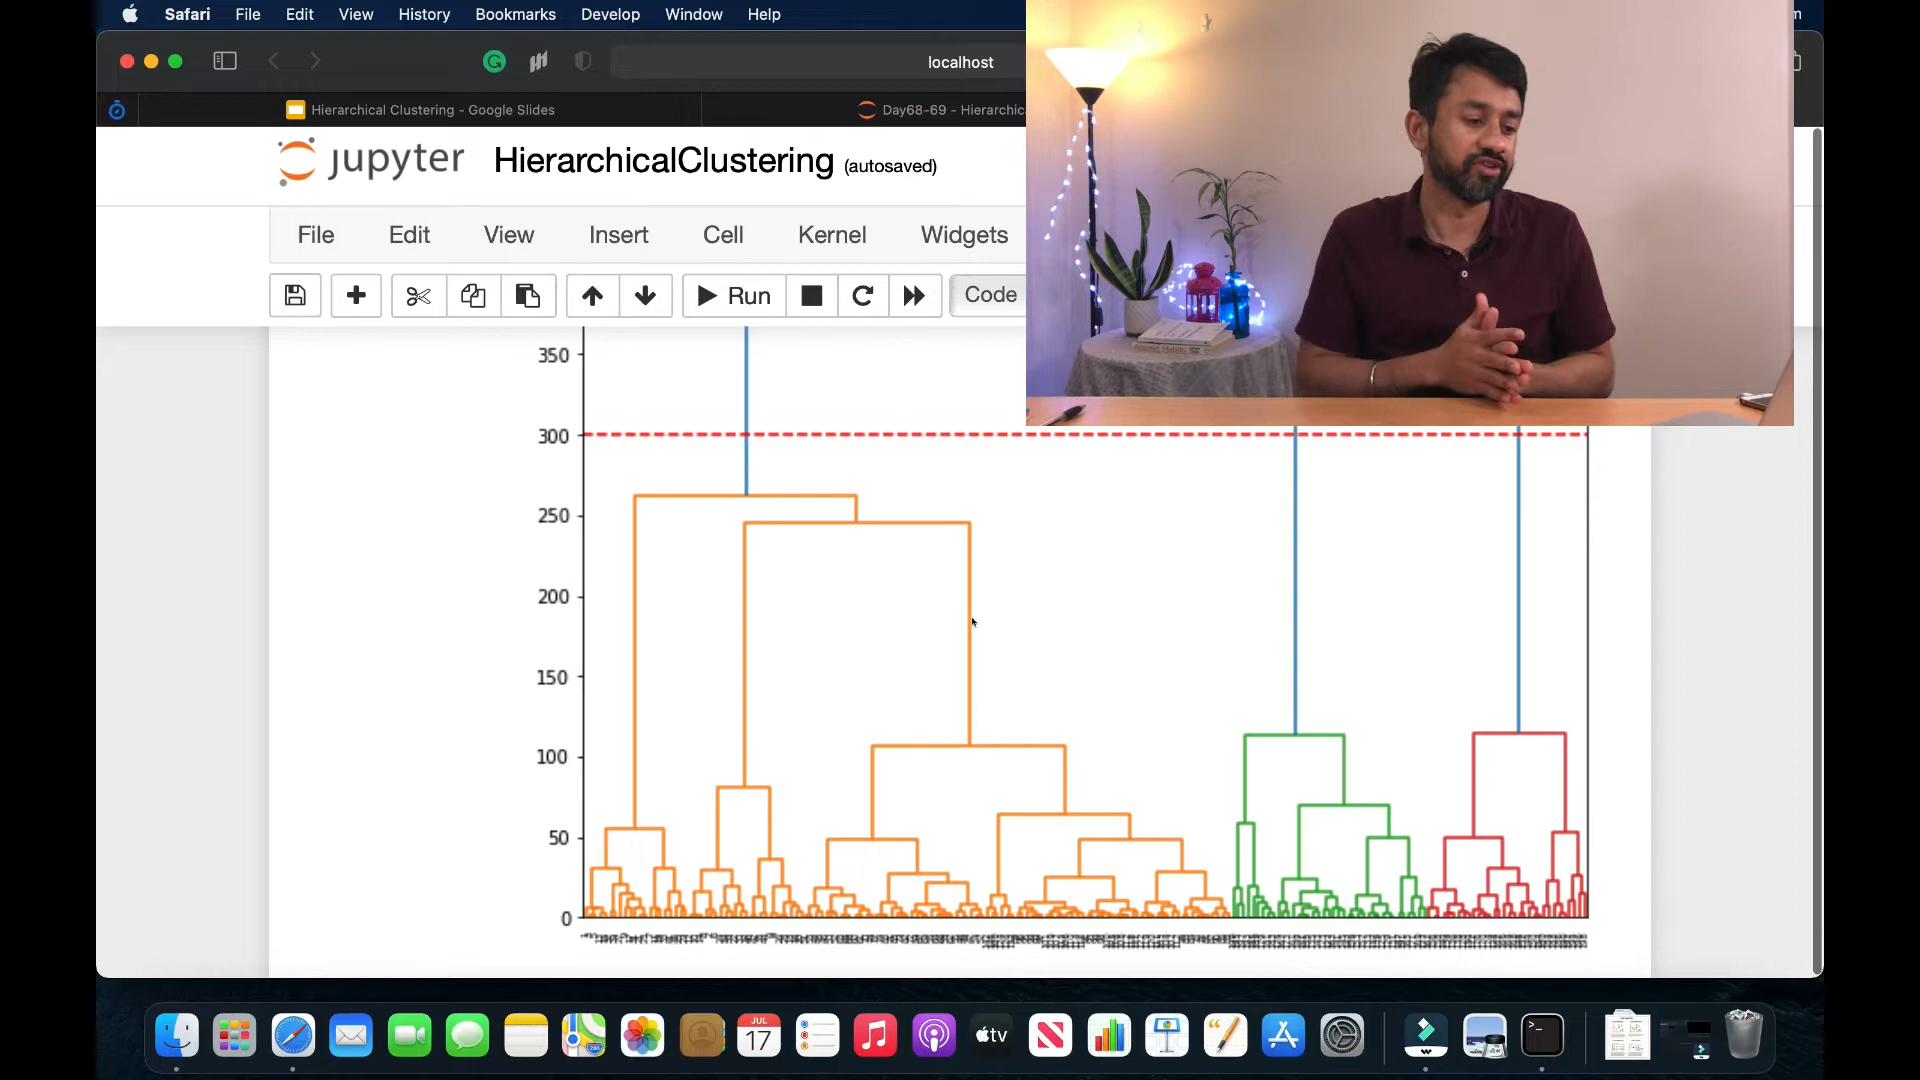 Safari File Edit View History Bookmarks Develop Window Help
localhost
Hierarchical Clustering - Google Slides
Day68-69 - Hierarchic
jupyter HierarchicalClustering (autosaved)
File Edit View Insert Cell Kernel Widgets
Run
Code
350
300
250
200
150
100
50
0
JUL
17
tv